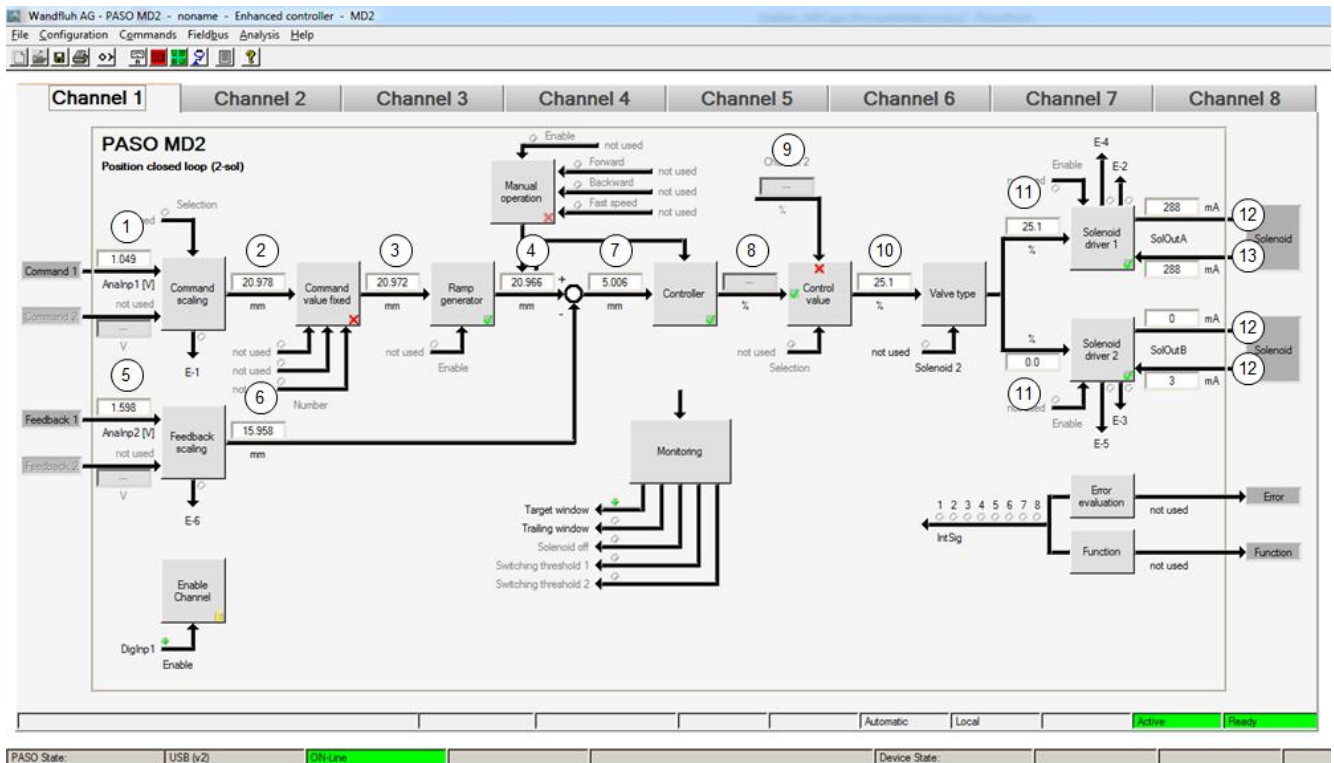 Wandfluh AG - PASO MD2 - noname - Enhanced controller - MD2
File Configuration Commands Fieldbus Analysis Help
Channel 1 Channel 2 Channel 3 Channel 4 Channel 5 Channel 6 Channel 7 Channel 8
PASO MD2
Position closed loop (2-sol)
Enable
not used
Forward
not used
Backward
not used
Fast speed
not used
Manual operation
9
%
Selection
1
1.049
Command 1
AnaInp1 [V]
not used
Command 2
---
V
Command scaling
E-1
2
20.978
mm
Command value fixed
not used
not used
Number
3
20.972
mm
Ramp generator
not used
Enable
4
20.966
mm
+
-
7
5.006
mm
Controller
8
---
%
Control value
not used
Selection
10
25.1
%
Valve type
Solenoid 2
11
25.1
%
Enable
E-4
E-2
Solenoid driver 1
288 mA
SolOutA
288 mA
12
13
Solenoid
%
0.0
11
Solenoid driver 2
Enable
E-3
E-5
0 mA
SolOutB
3 mA
12
12
Solenoid
5
1.598
Feedback 1
AnaInp2 [V]
not used
Feedback 2
---
V
Feedback scaling
E-6
6
15.958
mm
Monitoring
Target window
Trailing window
Solenoid off
Switching threshold 1
Switching threshold 2
1 2 3 4 5 6 7 8
IntSig
Error evaluation
not used
Error
Function
not used
Function
Enable Channel
DigInp1
Enable
Automatic Local Active Ready
PASO State: USB (v2) ON-Line Device State: